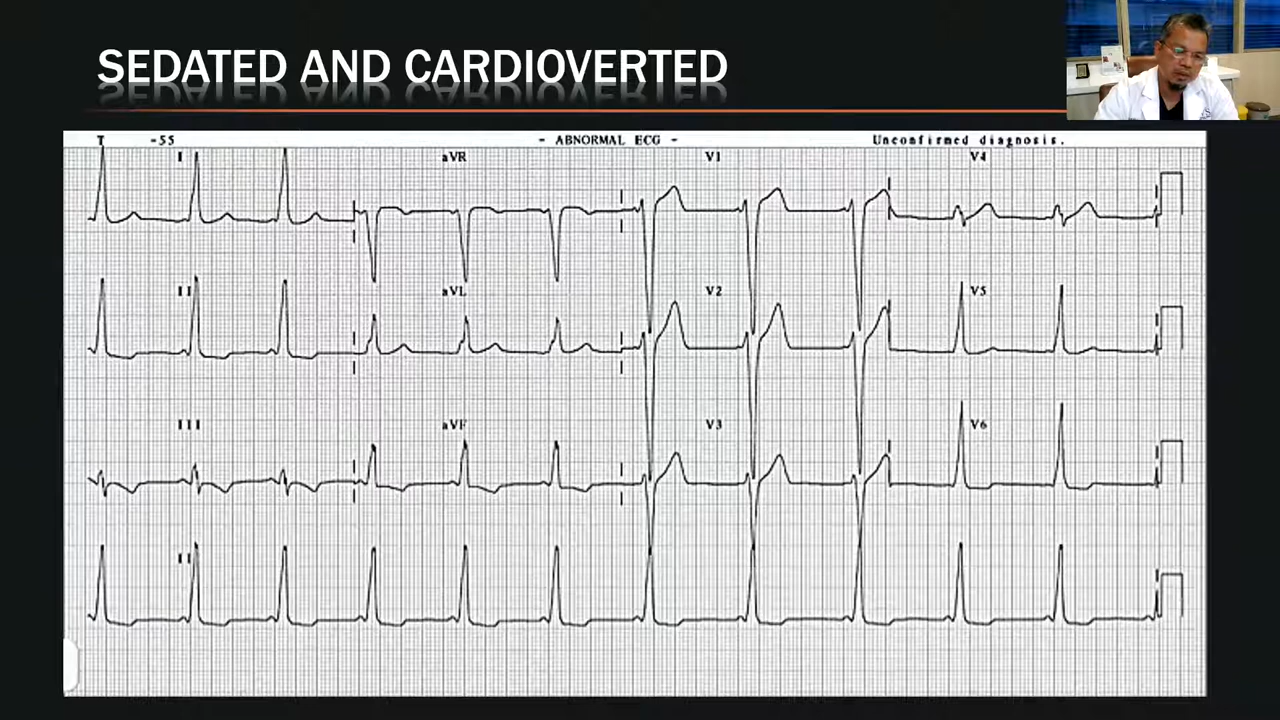 SEDATED AND CARDIOVERTED
T -55 - ABNORMAL ECG - Unconfirmed diagnosis.
I aVR V1 V4
II aVL V2 V5
III aVF V3 V6
II